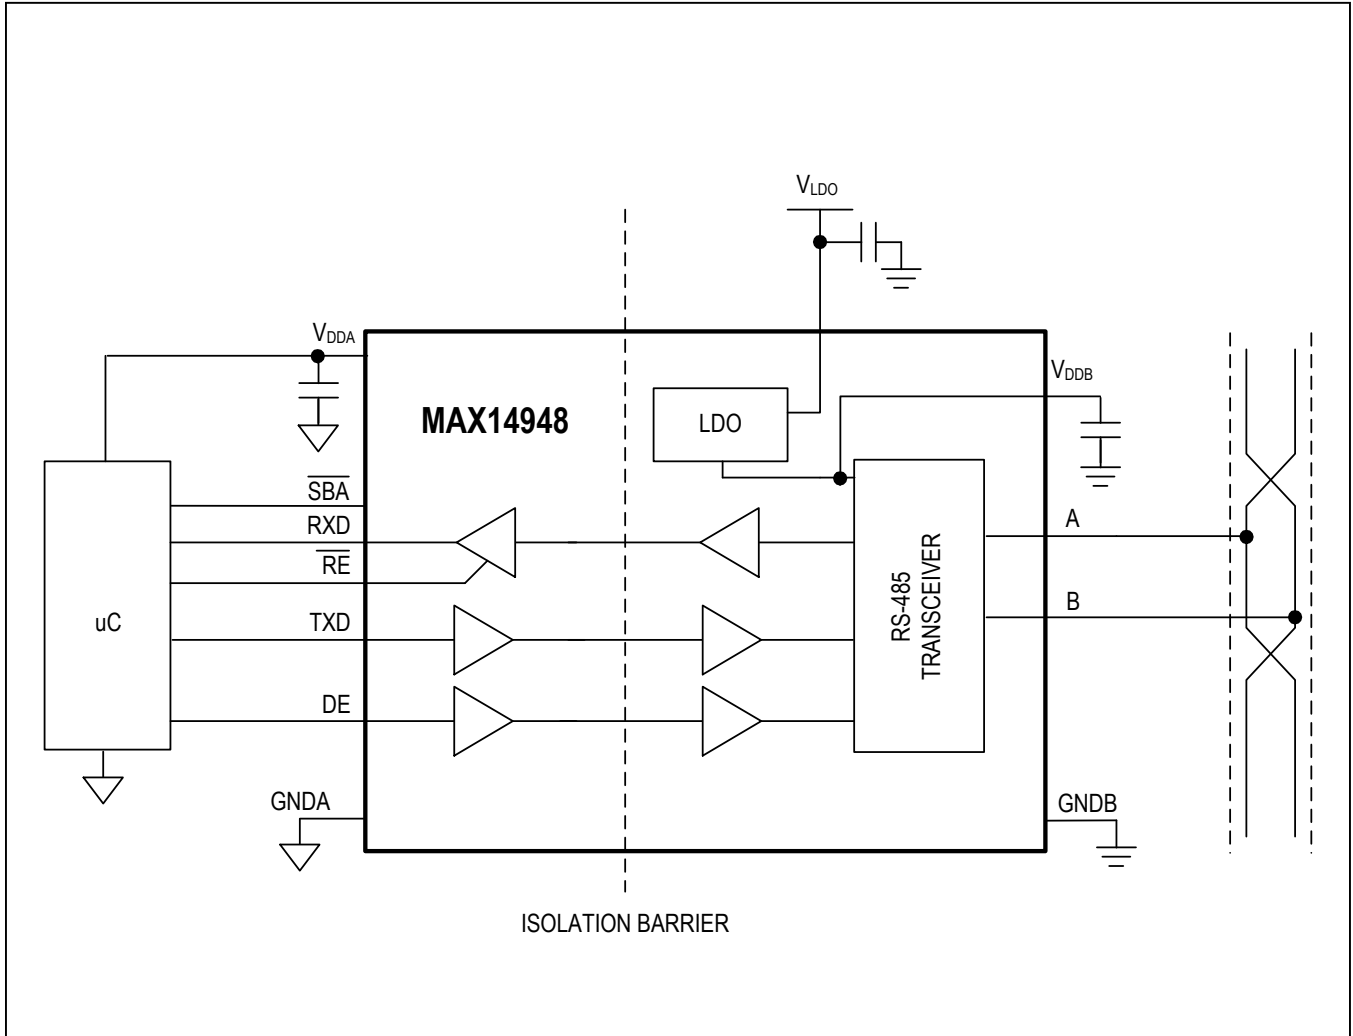 VLDO
VDDA
VDDB
MAX14948
LDO
SBA
RXD
RE
TXD
DE
uC
RS-485
TRANSCEIVER
A
B
GNDA
GNDB
ISOLATION BARRIER